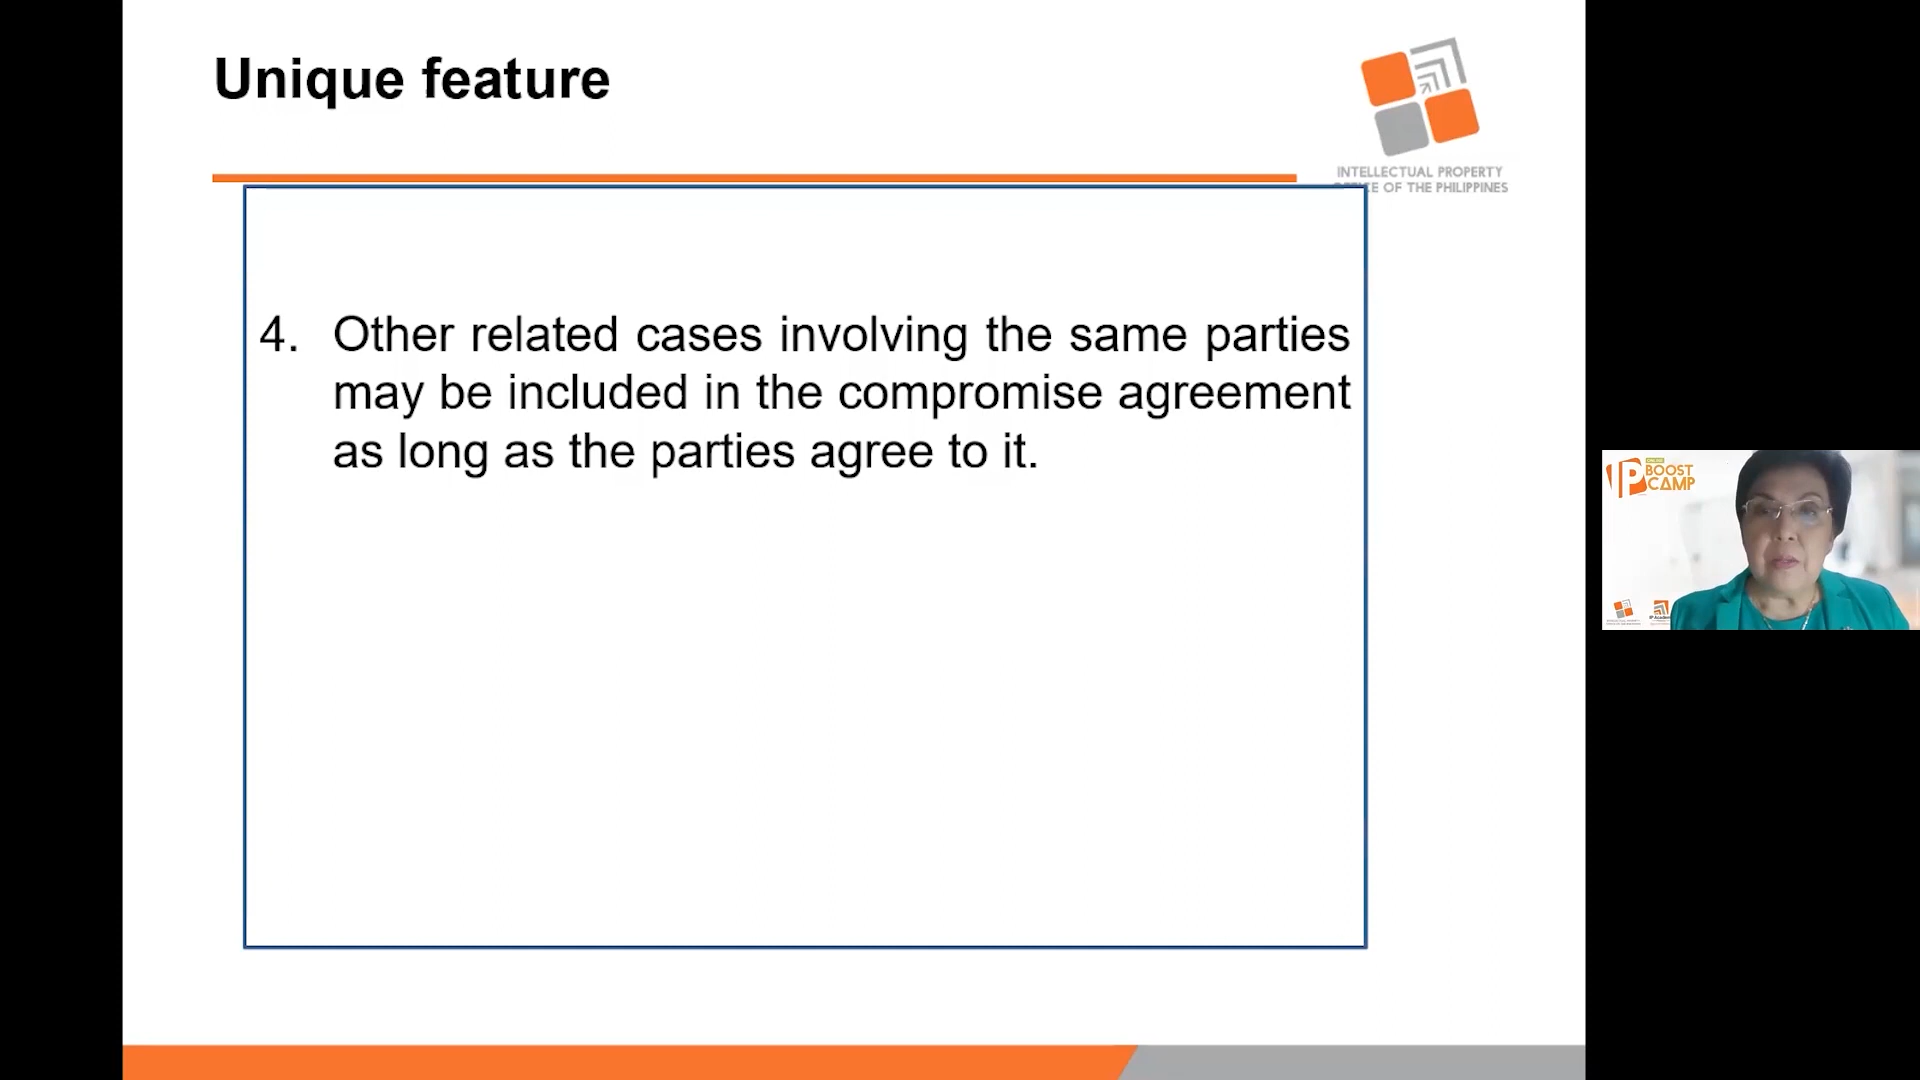 Unique feature
INTELLECTUAL PROPERTY
OF THE PHILIPPINES
4. Other related cases involving the same parties
may be included in the compromise agreement
as long as the parties agree to it.
IP BOOST
CAMP